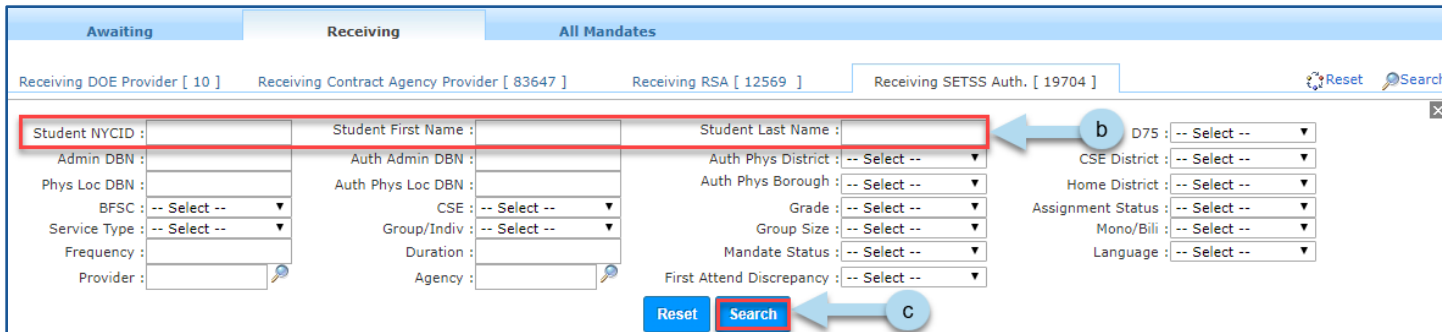 Awaiting Receiving All Mandates
Receiving DOE Provider [ 10 ] Receiving Contract Agency Provider [ 83647 ] Receiving RSA [ 12569 ] Receiving SETSS Auth. [ 19704 ] Reset Search
Student NYCID : Student First Name : Student Last Name : b D75 : -- Select --
Admin DBN : Auth Admin DBN : Auth Phys District : -- Select -- CSE District : -- Select --
Phys Loc DBN : Auth Phys Loc DBN : Auth Phys Borough : -- Select -- Home District : -- Select --
BFSC : -- Select -- CSE : -- Select -- Grade : -- Select -- Assignment Status : -- Select --
Service Type : -- Select -- Group/Indiv : -- Select -- Group Size : -- Select -- Mono/Bili : -- Select --
Frequency : Duration : Mandate Status : -- Select -- Language : -- Select --
Provider : Agency : First Attend Discrepancy : -- Select --
Reset Search c